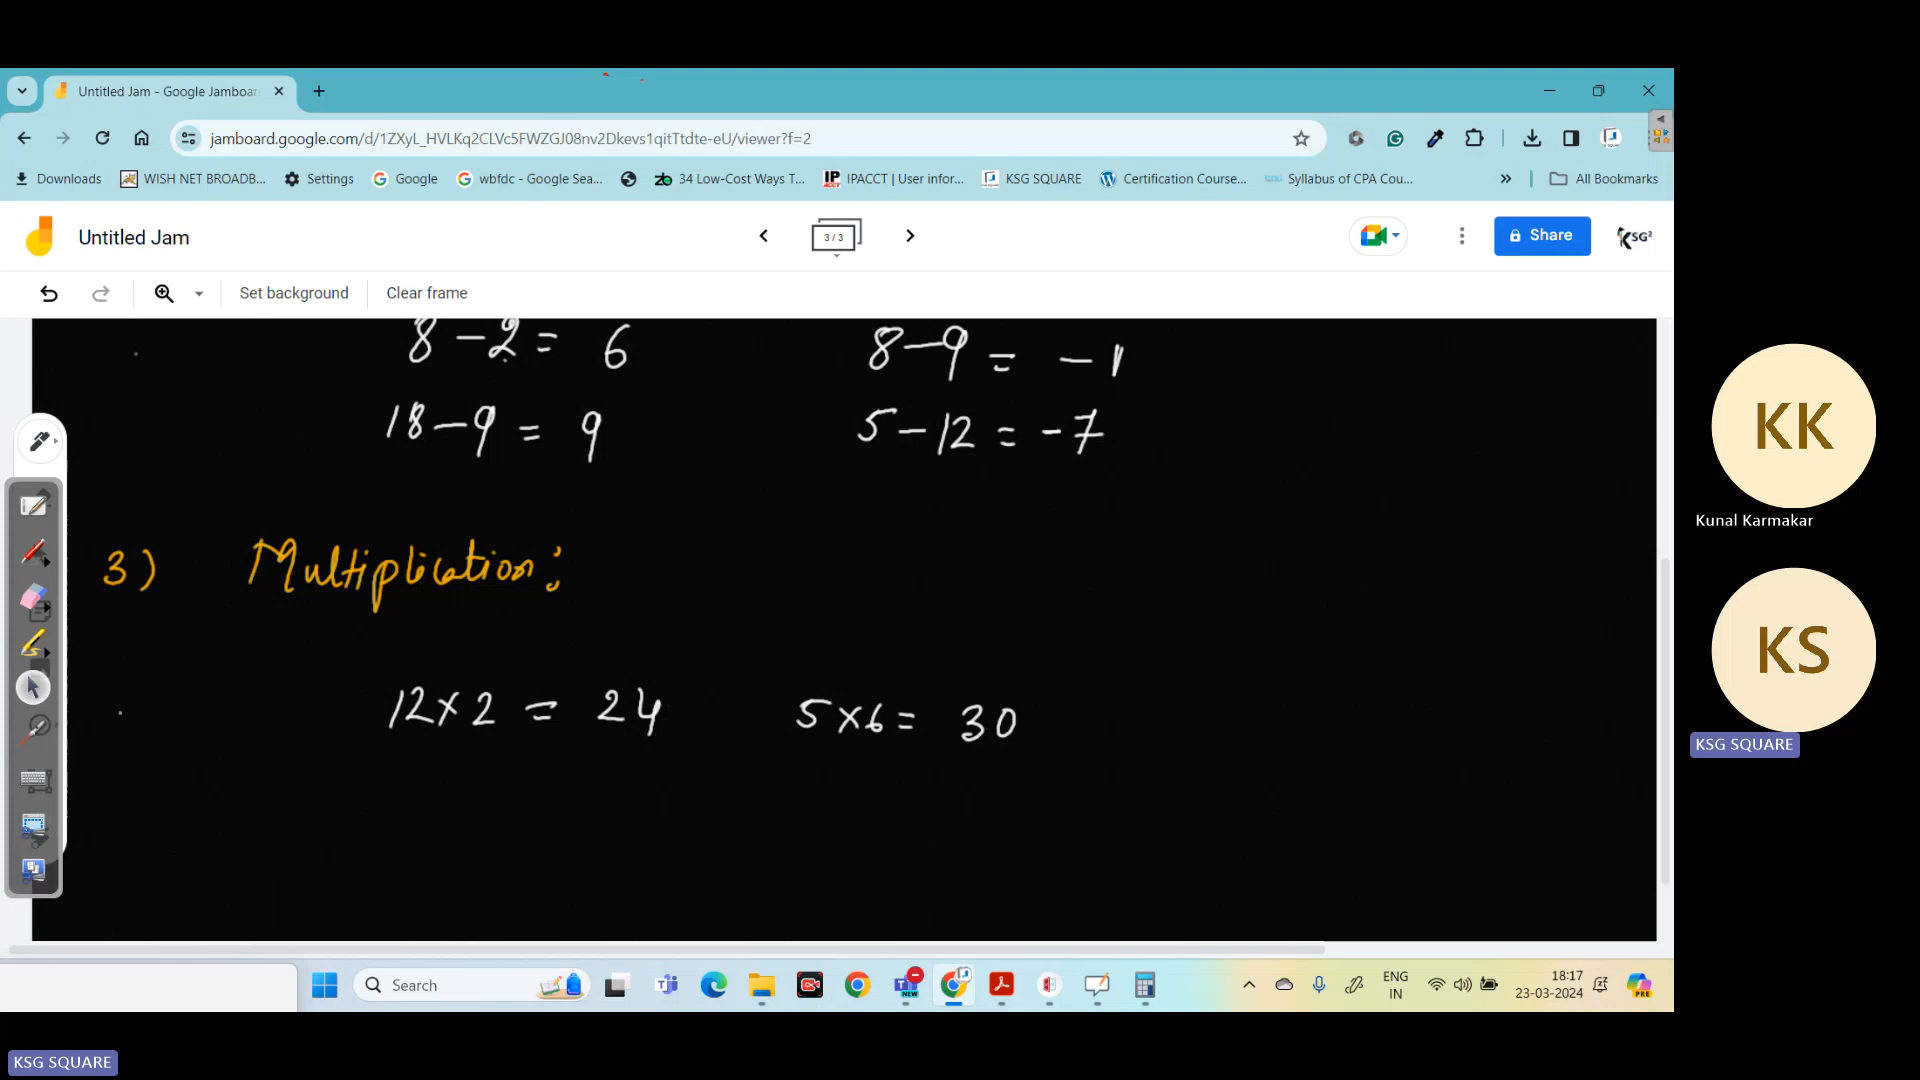 Untitled Jam - Google Jamboar
jamboard.google.com/d/1ZXyL_HVLKq2CLVc5FWZGJ08nv2Dkevs1qitTtdte-eU/viewer?f=2
Downloads WISH NET BROADB... Settings Google wbfdc - Google Sea... 34 Low-Cost Ways T... IPACCT | User infor... KSG SQUARE Certification Course... Syllabus of CPA Cou... » All Bookmarks
Untitled Jam 3 / 3 Share KSG²
Set background Clear frame
8 - 2 = 6 8 - 9 = - 1
18 - 9 = 9 5 - 12 = - 7
3) Multiplication:
12 x 2 = 24 5 x 6 = 30
KK
Kunal Karmakar
KS
KSG SQUARE
Search NEW ENG IN 18:17 23-03-2024 PRE
KSG SQUARE